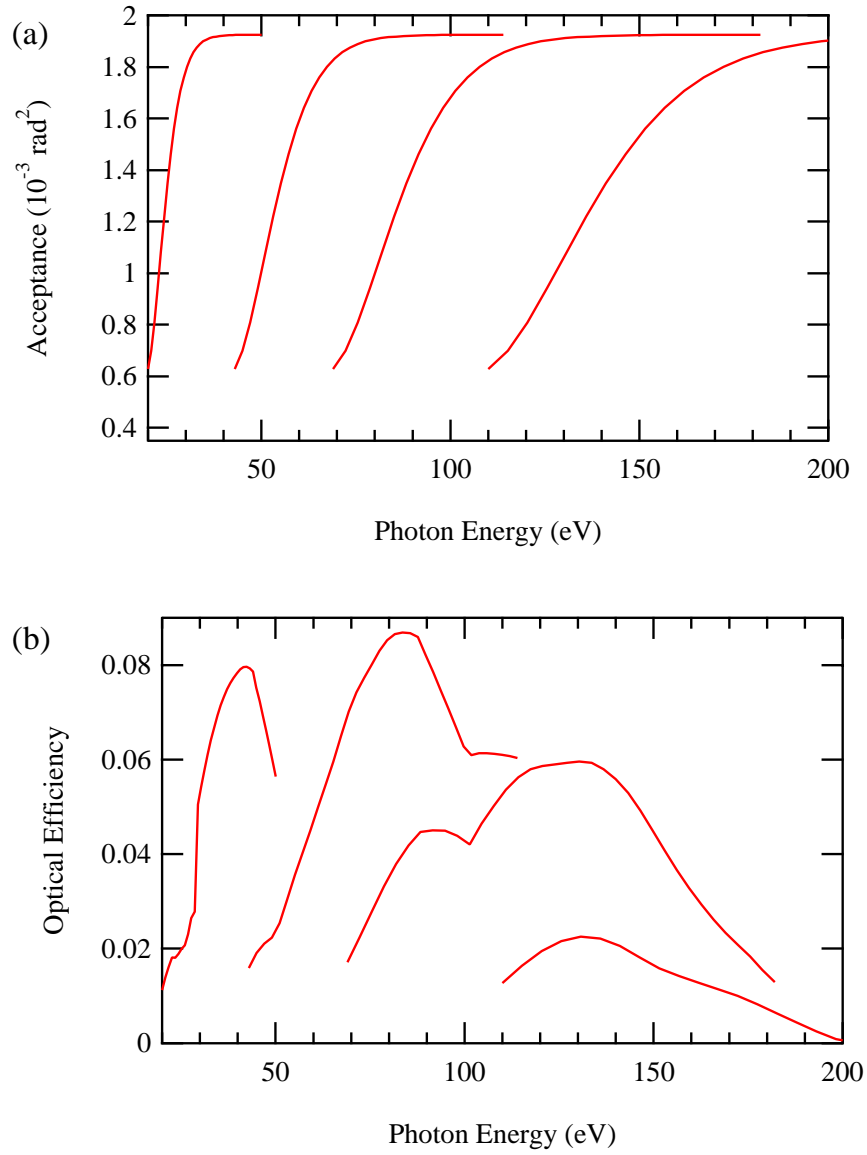 (a)
2
1.8
1.6
1.4
1.2
1
0.8
0.6
0.4
Acceptance (10⁻³ rad²)
50 100 150 200
Photon Energy (eV)
(b)
0.08
0.06
0.04
0.02
0
Optical Efficiency
50 100 150 200
Photon Energy (eV)